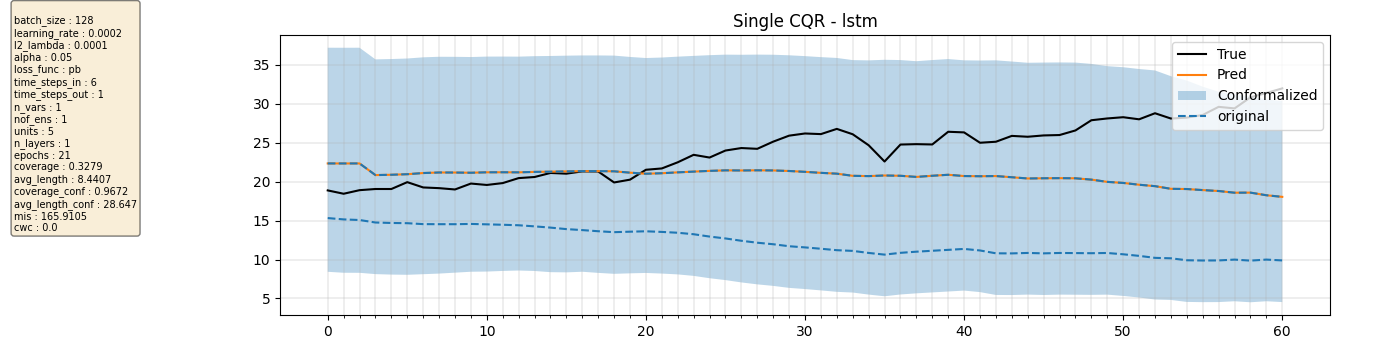 batch_size : 128
learning_rate : 0.0002
l2_lambda : 0.0001
alpha : 0.05
loss_func : pb
time_steps_in : 6
time_steps_out : 1
n_vars : 1
nof_ens : 1
units : 5
n_layers : 1
epochs : 21
coverage : 0.3279
avg_length : 8.4407
coverage_conf : 0.9672
avg_length_conf : 28.647
mis : 165.9105
cwc : 0.0
Single CQR - lstm
True
Pred
Conformalized
original
35
30
25
20
15
10
5
0 10 20 30 40 50 60